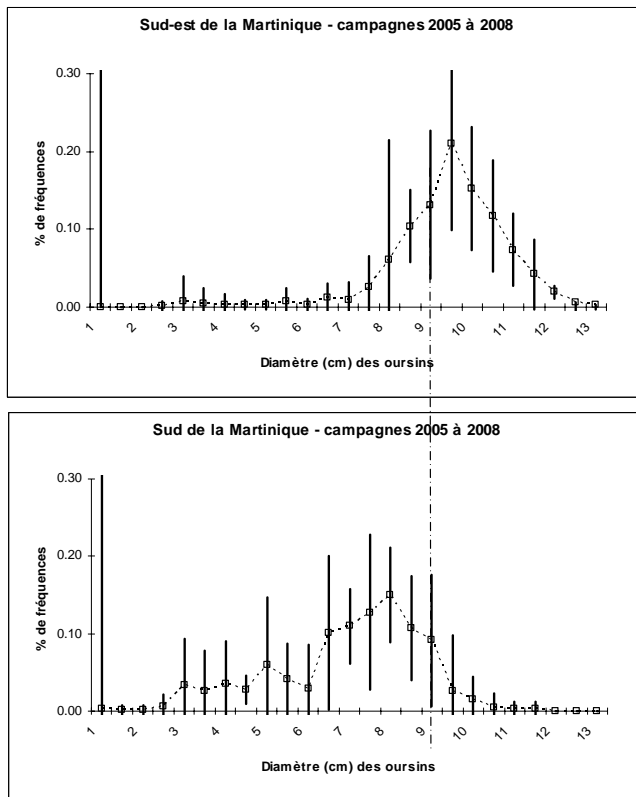 Sud-est de la Martinique - campagnes 2005 à 2008
% de fréquences
0.30
0.20
0.10
0.00
1 2 3 4 5 6 7 8 9 10 11 12 13
Diamètre (cm) des oursins
Sud de la Martinique - campagnes 2005 à 2008
% de fréquences
0.30
0.20
0.10
0.00
1 2 3 4 5 6 7 8 9 10 11 12 13
Diamètre (cm) des oursins